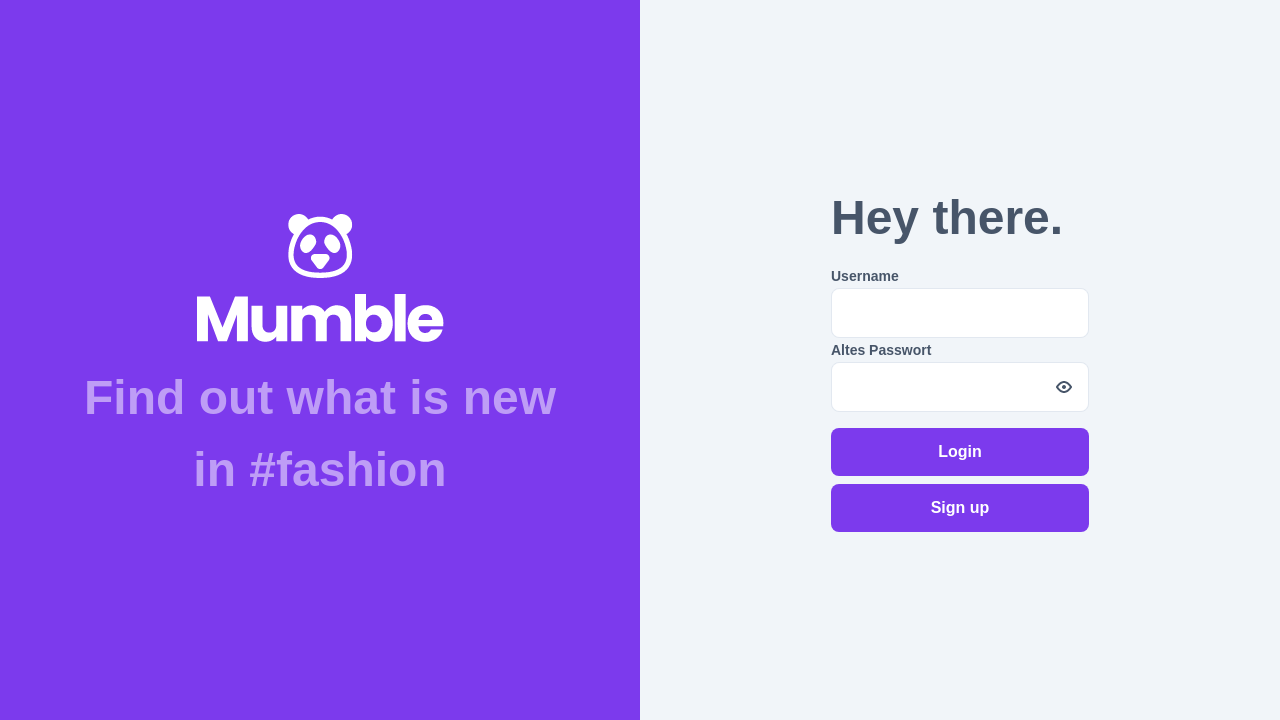 Mumble
Find out what is new
in #fashion
Hey there.
Username
Altes Passwort
Login
Sign up